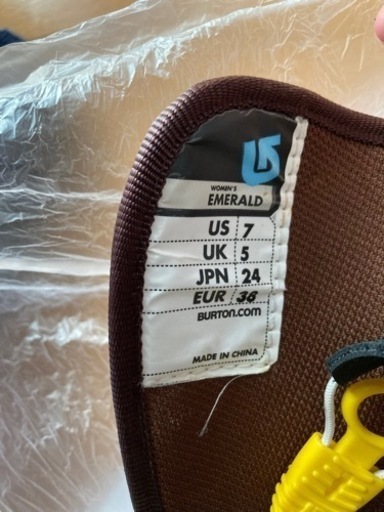 WOMEN'S
EMERALD
US 7
UK 5
JPN 24
EUR 38
BURTON.COM
MADE IN CHINA